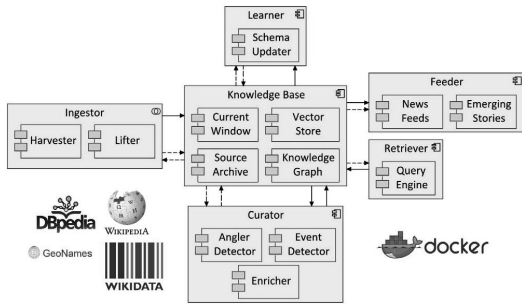 Learner
Schema
Updater
Knowledge Base
Current
Window
Vector
Store
Source
Archive
Knowledge
Graph
Ingestor
Harvester
Lifter
Feeder
News
Feeds
Emerging
Stories
Retriever
Query
Engine
Curator
Angler
Detector
Event
Detector
Enricher
DBpedia
WIKIPEDIA
GeoNames
WIKIDATA
docker